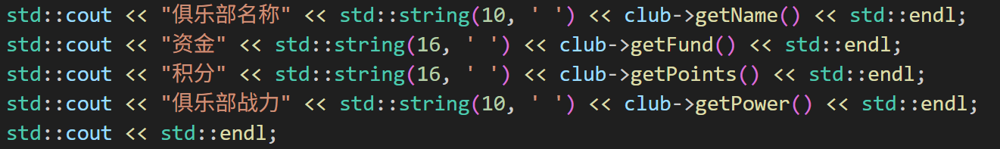 std::cout << "俱乐部名称" << std::string(10, ' ') << club->getName() << std::endl;
std::cout << "资金" << std::string(16, ' ') << club->getFund() << std::endl;
std::cout << "积分" << std::string(16, ' ') << club->getPoints() << std::endl;
std::cout << "俱乐部战力" << std::string(10, ' ') << club->getPower() << std::endl;
std::cout << std::endl;